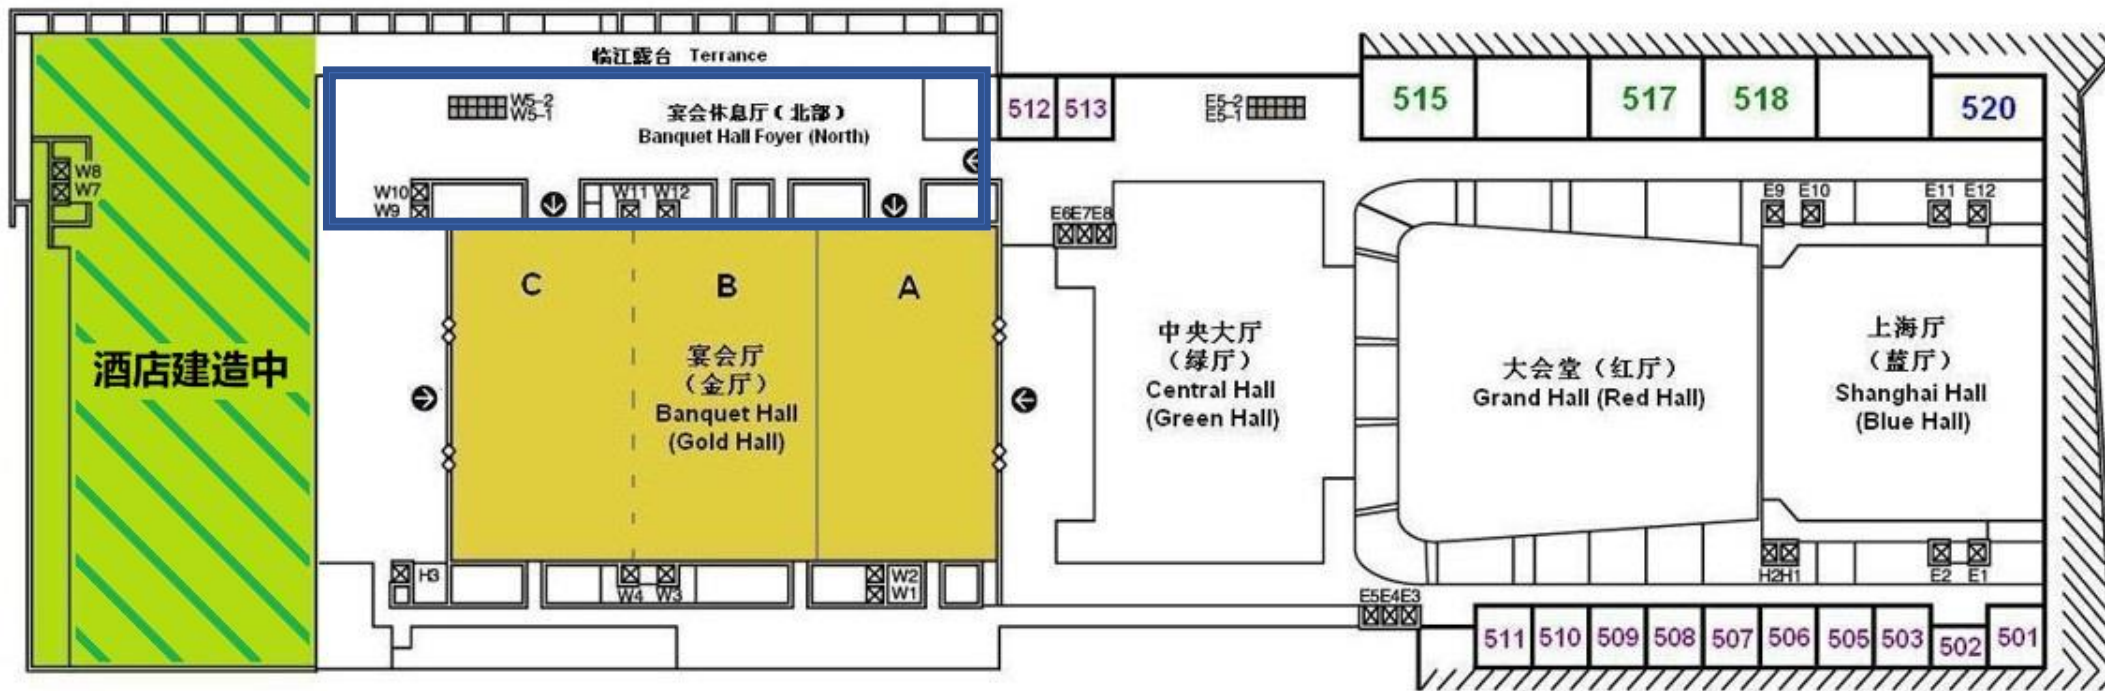 临江露台 Terrance
W5-2
W5-1
宴会休息厅（北部）
Banquet Hall Foyer (North)
512
513
E5-2
E5-1
515
517
518
520
W8
W7
W10
W9
W11 W12
E6E7E8
E9 E10
E11 E12
C
B
A
酒店建造中
宴会厅
（金厅）
Banquet Hall
(Gold Hall)
中央大厅
（绿厅）
Central Hall
(Green Hall)
大会堂（红厅）
Grand Hall (Red Hall)
上海厅
（蓝厅）
Shanghai Hall
(Blue Hall)
H3
W4 W3
W2
W1
H2H1
E2 E1
E5E4E3
511
510
509
508
507
506
505
503
502
501